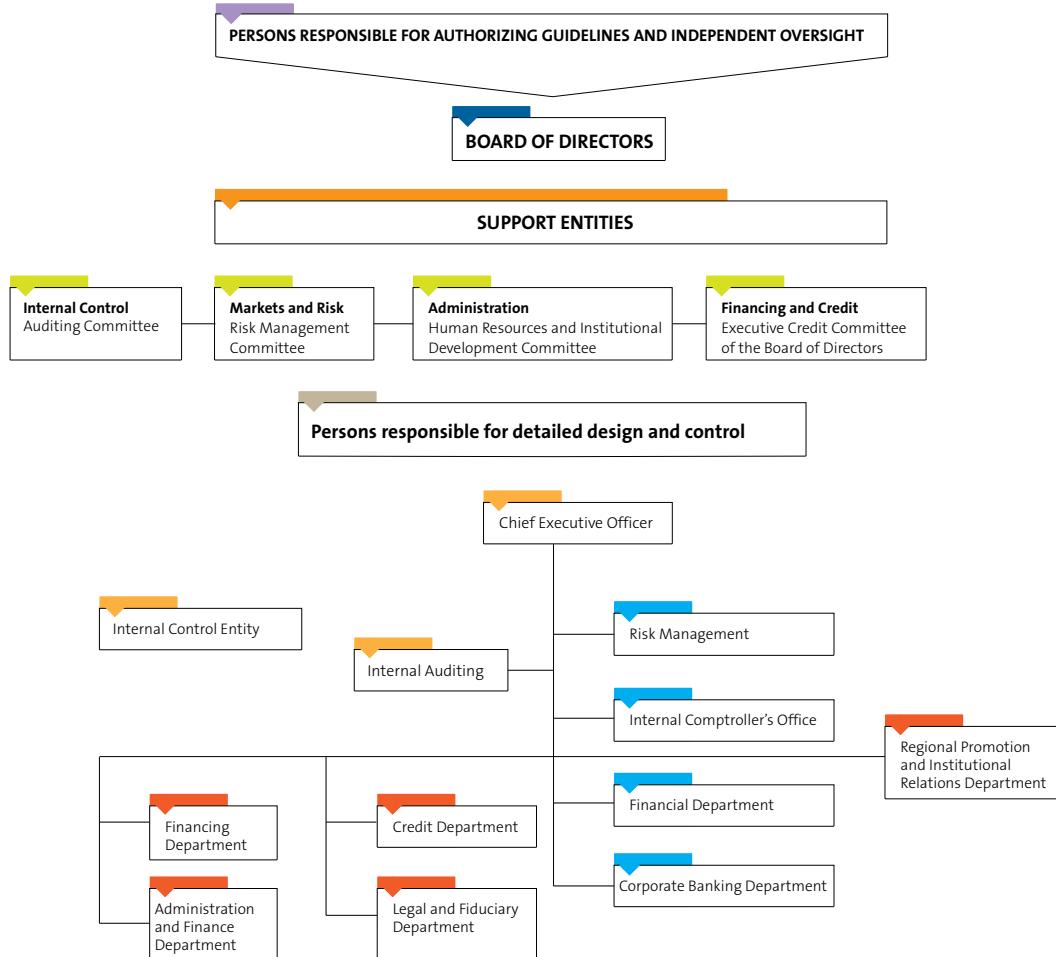 PERSONS RESPONSIBLE FOR AUTHORIZING GUIDELINES AND INDEPENDENT OVERSIGHT
BOARD OF DIRECTORS
SUPPORT ENTITIES
Internal Control
Auditing Committee
Markets and Risk
Risk Management
Committee
Administration
Human Resources and Institutional
Development Committee
Financing and Credit
Executive Credit Committee
of the Board of Directors
Persons responsible for detailed design and control
Chief Executive Officer
Internal Control Entity
Internal Auditing
Risk Management
Internal Comptroller's Office
Regional Promotion
and Institutional
Relations Department
Financing
Department
Credit Department
Financial Department
Administration
and Finance
Department
Legal and Fiduciary
Department
Corporate Banking Department